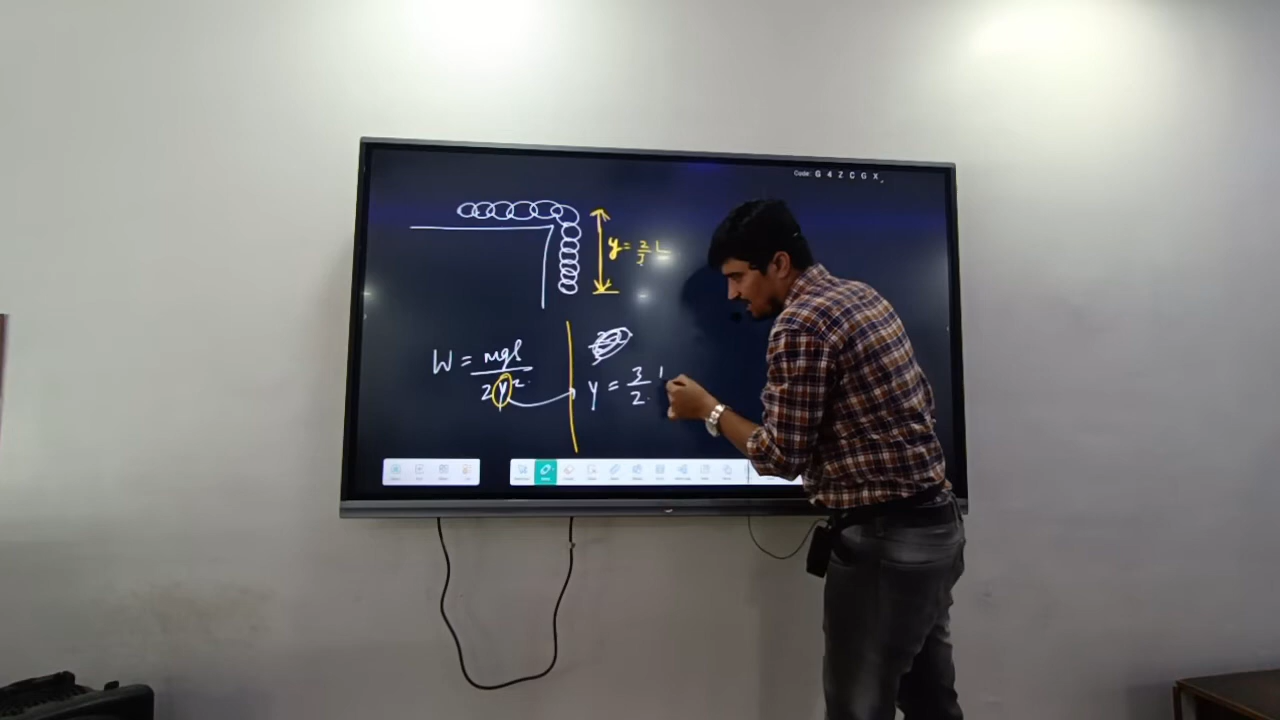 Code: G 4 Z C G X
y = 2/3 L
W = mgl / 2y²
y = 3/2